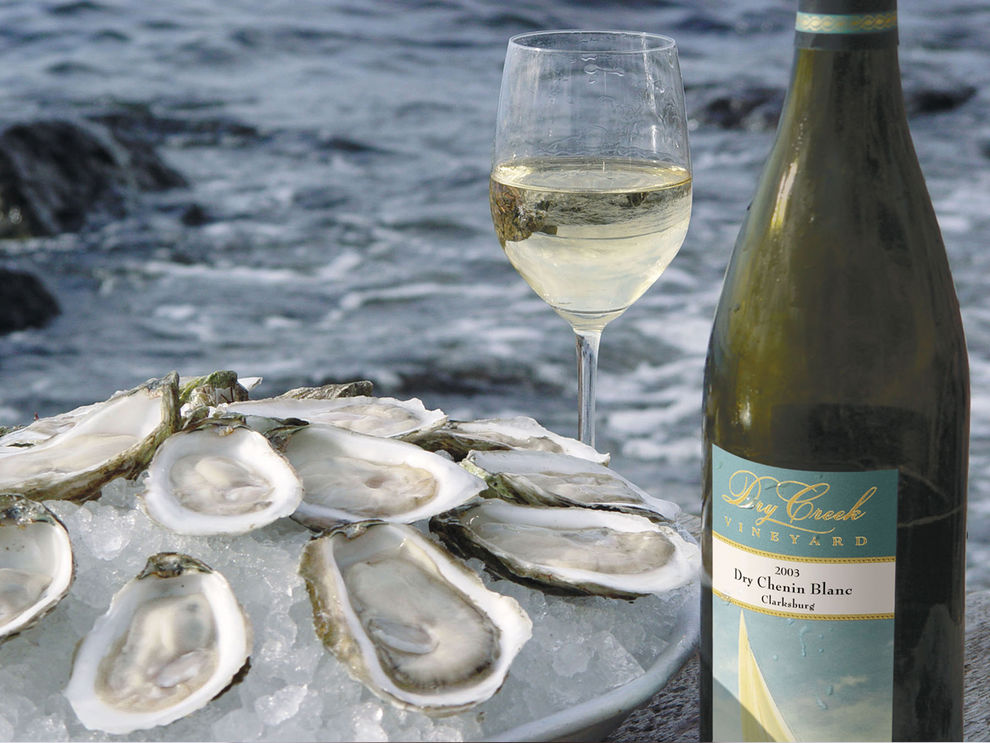 Dry Creek
VINEYARD
2003
Dry Chenin Blanc
Clarksburg